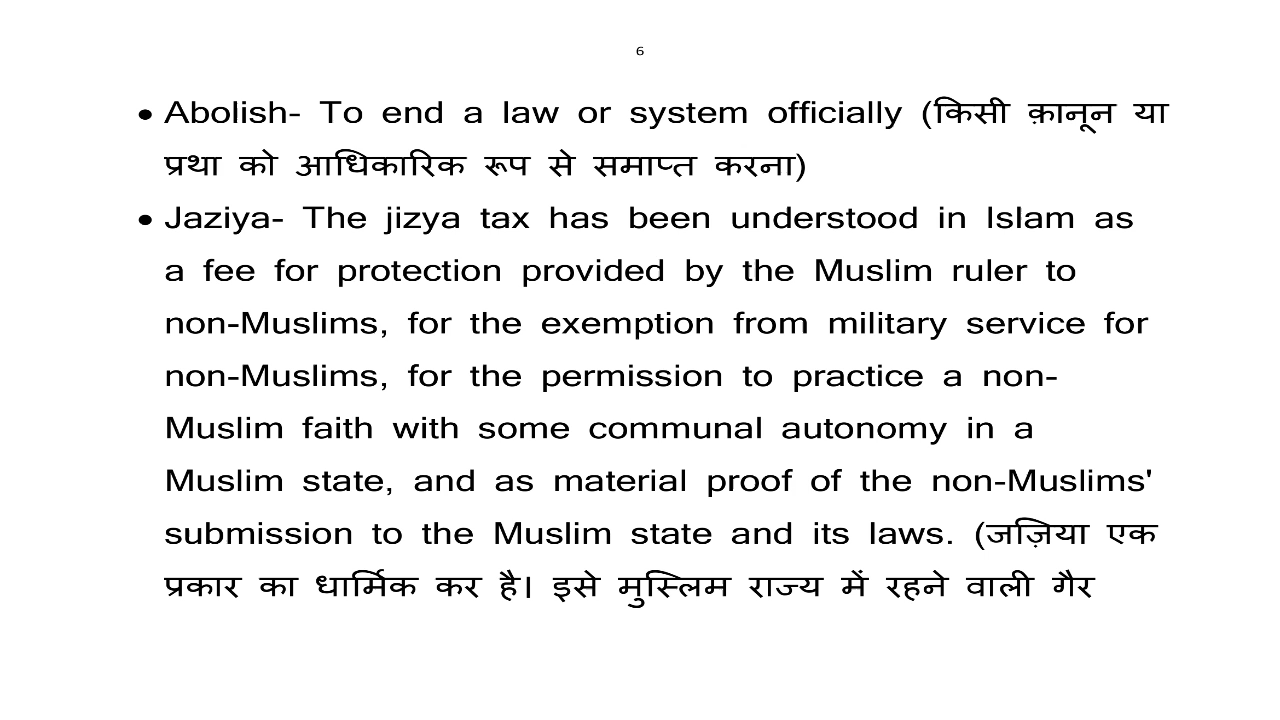 6
• Abolish- To end a law or system officially (किसी क़ानून या
प्रथा को आधिकारिक रूप से समाप्त करना)
• Jaziya- The jizya tax has been understood in Islam as
a fee for protection provided by the Muslim ruler to
non-Muslims, for the exemption from military service for
non-Muslims, for the permission to practice a non-
Muslim faith with some communal autonomy in a
Muslim state, and as material proof of the non-Muslims'
submission to the Muslim state and its laws. (जज़िया एक
प्रकार का धार्मिक कर है। इसे मुस्लिम राज्य में रहने वाली गैर